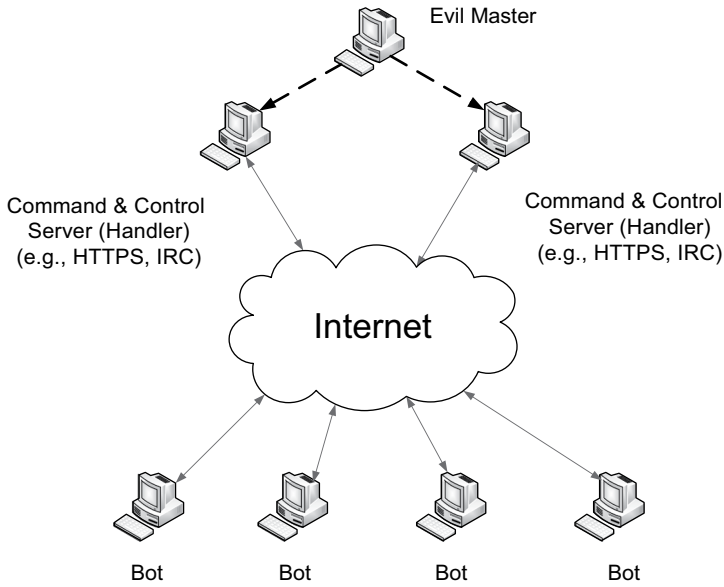 Evil Master
Command & Control
Server (Handler)
(e.g., HTTPS, IRC)
Command & Control
Server (Handler)
(e.g., HTTPS, IRC)
Internet
Bot
Bot
Bot
Bot